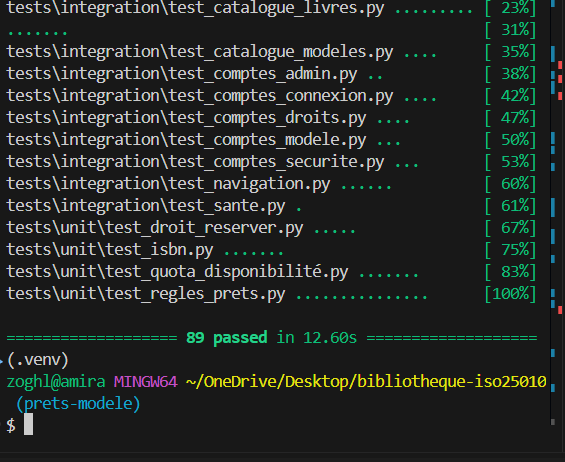 tests\integration\test_catalogue_livres.py ......... [ 23%]
....... [ 31%]
tests\integration\test_catalogue_modeles.py .... [ 35%]
tests\integration\test_comptes_admin.py .. [ 38%]
tests\integration\test_comptes_connexion.py .... [ 42%]
tests\integration\test_comptes_droits.py .... [ 47%]
tests\integration\test_comptes_modele.py ... [ 50%]
tests\integration\test_comptes_securite.py ... [ 53%]
tests\integration\test_navigation.py ...... [ 60%]
tests\integration\test_sante.py . [ 61%]
tests\unit\test_droit_reserver.py ..... [ 67%]
tests\unit\test_isbn.py ....... [ 75%]
tests\unit\test_quota_disponibilité.py ....... [ 83%]
tests\unit\test_regles_prets.py ............... [100%]
=================== 89 passed in 12.60s ===================
(.venv)
zoghl@amira MINGW64 ~/OneDrive/Desktop/bibliotheque-iso25010
(prets-modele)
$